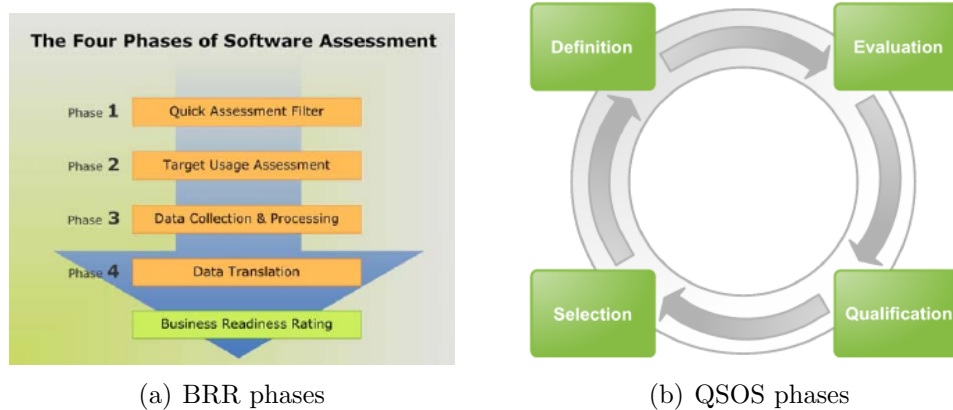 The Four Phases of Software Assessment
Phase 1 Quick Assessment Filter
Phase 2 Target Usage Assessment
Phase 3 Data Collection & Processing
Phase 4 Data Translation
Business Readiness Rating
(a) BRR phases
Definition
Evaluation
Selection
Qualification
(b) QSOS phases